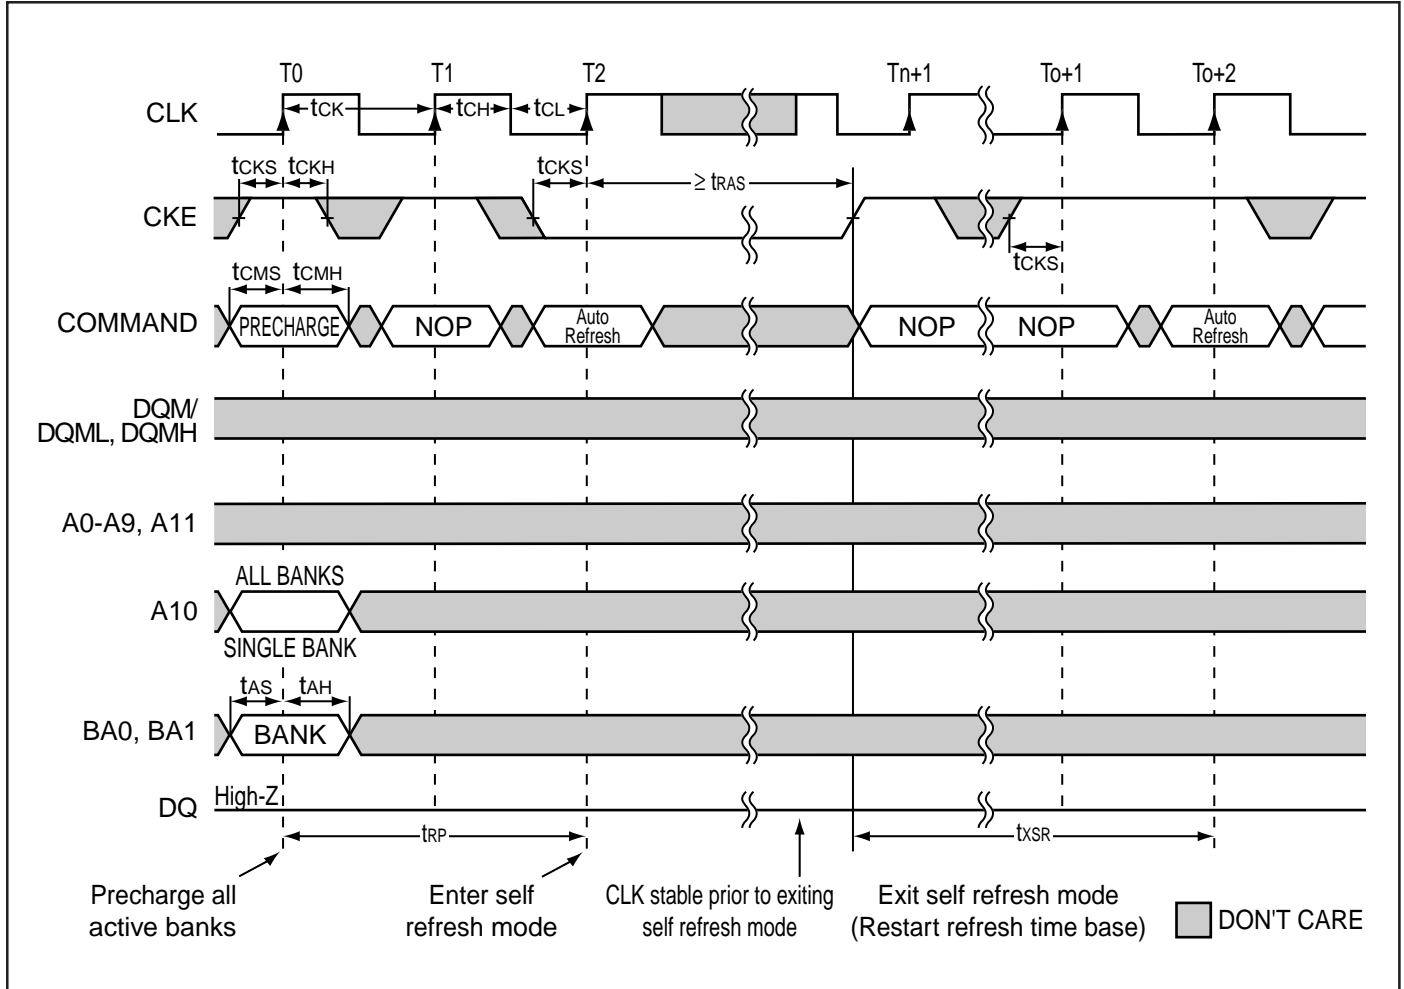 T0 T1 T2 Tn+1 To+1 To+2
CLK tCK tCH tCL
tCKS tCKH tCKS ≥ tRAS
CKE
tCKS
tCMS tCMH
COMMAND PRECHARGE NOP Auto Refresh NOP NOP Auto Refresh
DQM/
DQML, DQMH
A0-A9, A11
ALL BANKS
A10
SINGLE BANK
tAS tAH
BA0, BA1 BANK
DQ High-Z
tRP tXSR
Precharge all
active banks
Enter self
refresh mode
CLK stable prior to exiting
self refresh mode
Exit self refresh mode
(Restart refresh time base)
DON'T CARE